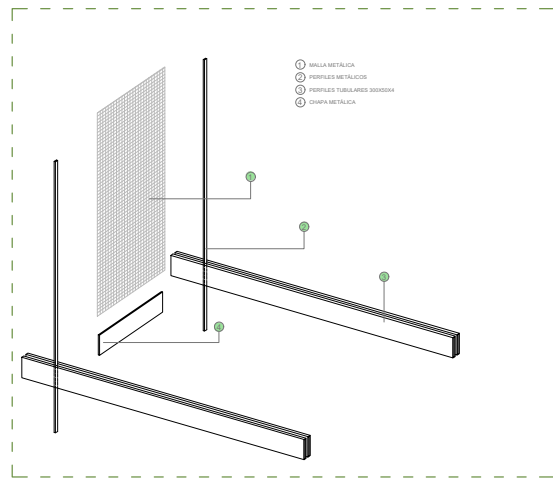 1 MALLA METÁLICA
2 PERFILES METÁLICOS
3 PERFILES TUBULARES 300X50X4
4 CHAPA METÁLICA
1
2
3
4